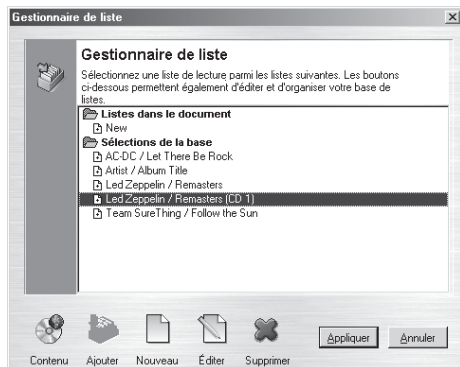 Gestionnaire de liste
Gestionnaire de liste
Sélectionnez une liste de lecture parmi les listes suivantes. Les boutons
ci-dessous permettent également d'éditer et d'organiser votre base de
listes.
Listes dans le document
New
Sélections de la base
AC-DC / Let There Be Rock
Artist / Album Title
Led Zeppelin / Remasters
Led Zeppelin / Remasters (CD 1)
Team SureThing / Follow the Sun
Contenu Ajouter Nouveau Éditer Supprimer Appliquer Annuler